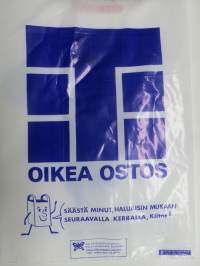 OIKEA OSTOS
SÄÄSTÄ MINUT, HALUAISIN MUKAAN
SEURAAVALLA KERRALLA, Kiitos!